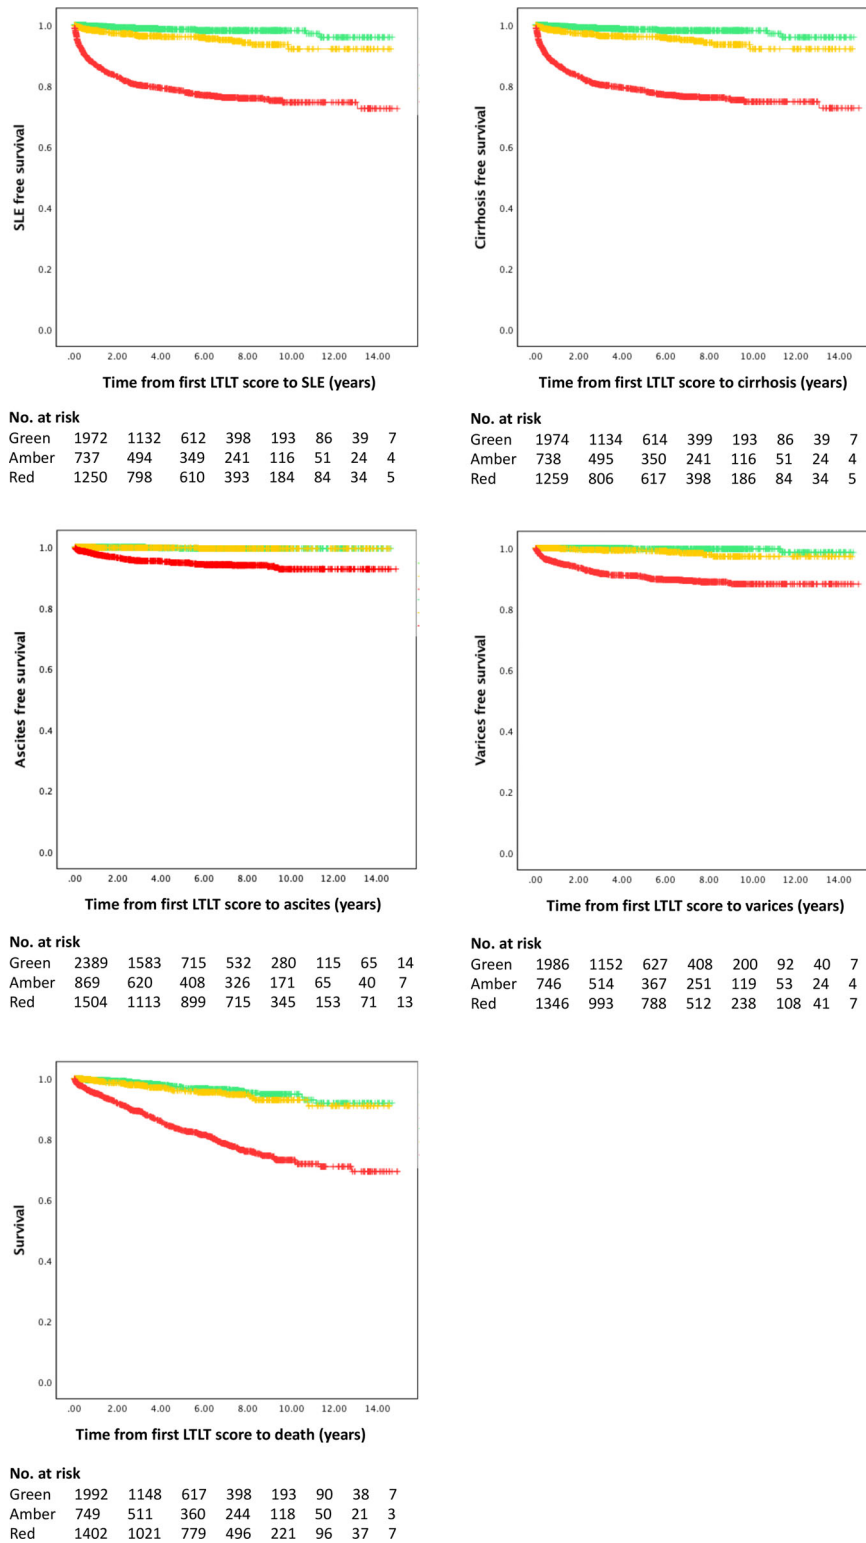 SLE free survival
1.0
0.8
0.6
0.4
0.2
0.0
.00 2.00 4.00 6.00 8.00 10.00 12.00 14.00
Time from first LTLT score to SLE (years)
No. at risk
Green 1972 1132 612 398 193 86 39 7
Amber 737 494 349 241 116 51 24 4
Red 1250 798 610 393 184 84 34 5
Cirrhosis free survival
1.0
0.8
0.6
0.4
0.2
0.0
.00 2.00 4.00 6.00 8.00 10.00 12.00 14.00
Time from first LTLT score to cirrhosis (years)
No. at risk
Green 1974 1134 614 399 193 86 39 7
Amber 738 495 350 241 116 51 24 4
Red 1259 806 617 398 186 84 34 5
Ascites free survival
1.0
0.8
0.6
0.4
0.2
0.0
.00 2.00 4.00 6.00 8.00 10.00 12.00 14.00
Time from first LTLT score to ascites (years)
No. at risk
Green 2389 1583 715 532 280 115 65 14
Amber 869 620 408 326 171 65 40 7
Red 1504 1113 899 715 345 153 71 13
Varices free survival
1.0
0.8
0.6
0.4
0.2
0.0
.00 2.00 4.00 6.00 8.00 10.00 12.00 14.00
Time from first LTLT score to varices (years)
No. at risk
Green 1986 1152 627 408 200 92 40 7
Amber 746 514 367 251 119 53 24 4
Red 1346 993 788 512 238 108 41 7
Survival
1.0
0.8
0.6
0.4
0.2
0.0
.00 2.00 4.00 6.00 8.00 10.00 12.00 14.00
Time from first LTLT score to death (years)
No. at risk
Green 1992 1148 617 398 193 90 38 7
Amber 749 511 360 244 118 50 21 3
Red 1402 1021 779 496 221 96 37 7